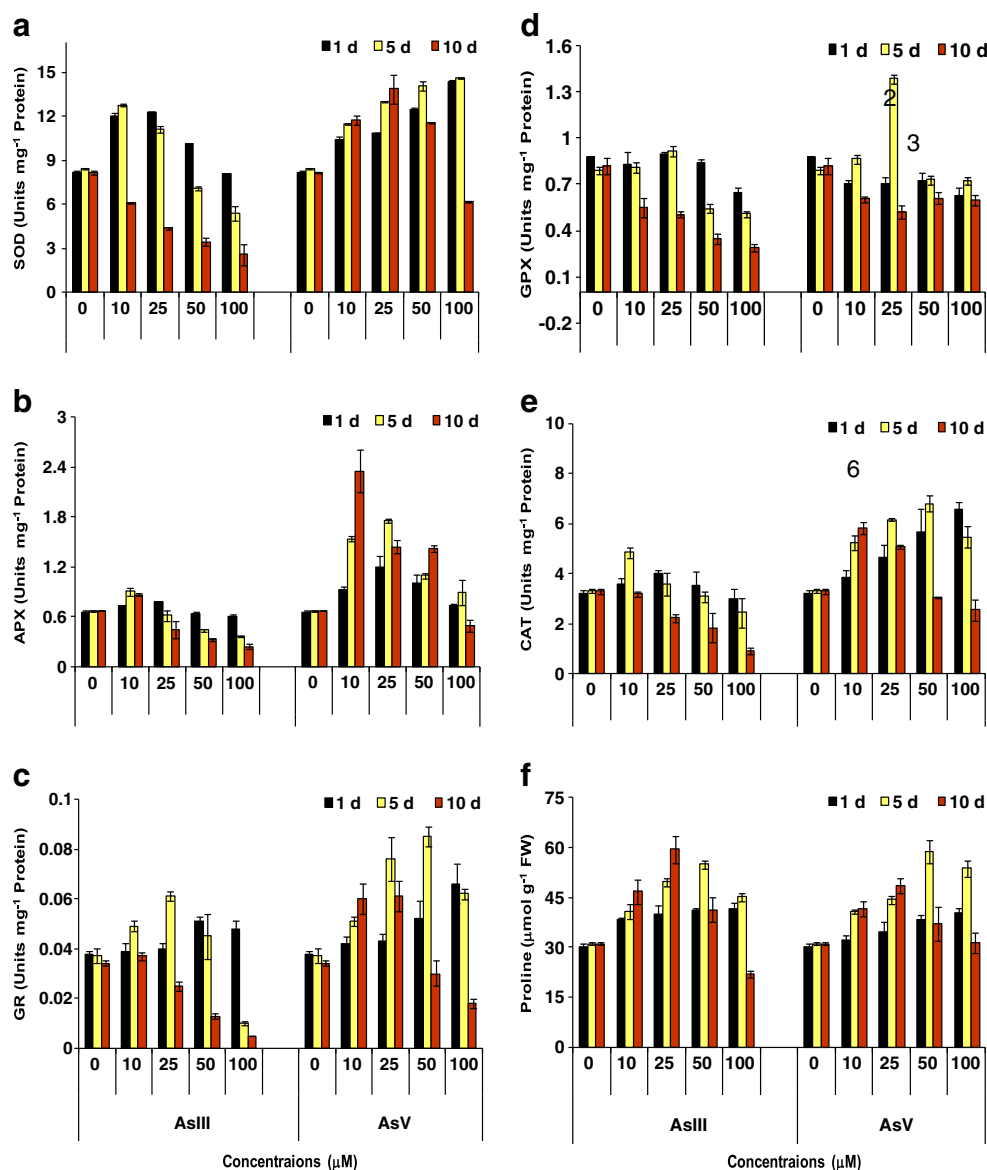 a
1 d 5 d 10 d
SOD (Units mg⁻¹ Protein)
15
12
9
6
3
0
0 10 25 50 100 0 10 25 50 100
d
1 d 5 d 10 d
GPX (Units mg⁻¹ Protein)
1.6
1.3
1
0.7
0.4
0.1
-0.2
2
3
0 10 25 50 100 0 10 25 50 100
b
1 d 5 d 10 d
APX (Units mg⁻¹ Protein)
3
2.4
1.8
1.2
0.6
0
0 10 25 50 100 0 10 25 50 100
e
1 d 5 d 10 d
CAT (Units mg⁻¹ Protein)
10
8
6
4
2
0
6
0 10 25 50 100 0 10 25 50 100
c
1 d 5 d 10 d
GR (Units mg⁻¹ Protein)
0.1
0.08
0.06
0.04
0.02
0
0 10 25 50 100 0 10 25 50 100
AsIII AsV
Concentraions (μM)
f
1 d 5 d 10 d
Proline (μmol g⁻¹ FW)
75
60
45
30
15
0
0 10 25 50 100 0 10 25 50 100
AsIII AsV
Concentraions (μM)